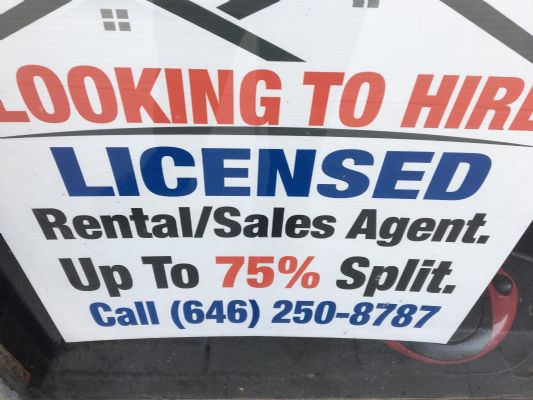 LOOKING TO HIRE
LICENSED
Rental/Sales Agent.
Up To 75% Split.
Call (646) 250-8787